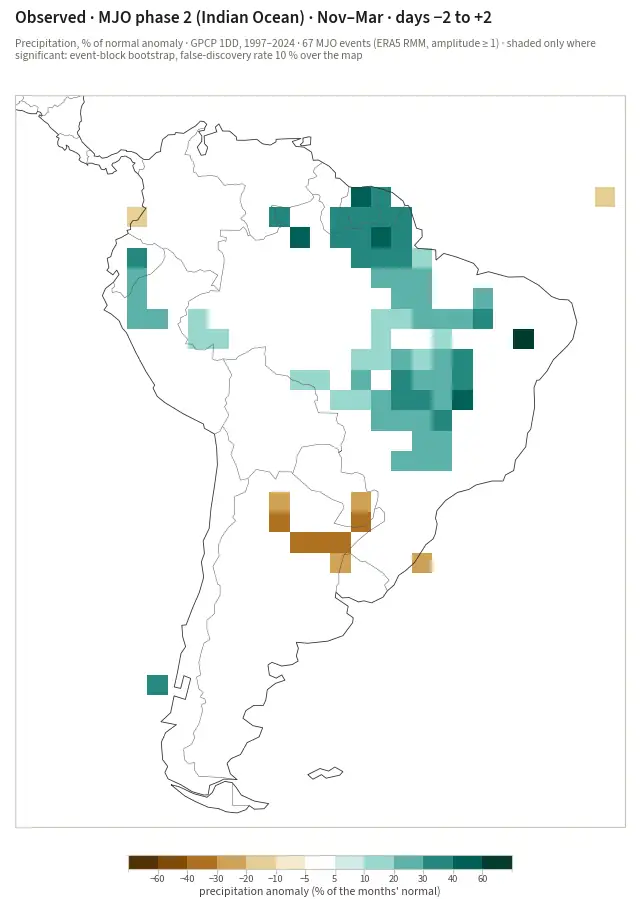 Observed · MJO phase 2 (Indian Ocean) · Nov–Mar · days −2 to +2
Precipitation, % of normal anomaly · GPCP 1DD, 1997–2024 · 67 MJO events (ERA5 RMM, amplitude ≥ 1) · shaded only where
significant: event-block bootstrap, false-discovery rate 10 % over the map
−60 −40 −30 −20 −10 −5 5 10 20 30 40 60
precipitation anomaly (% of the months' normal)